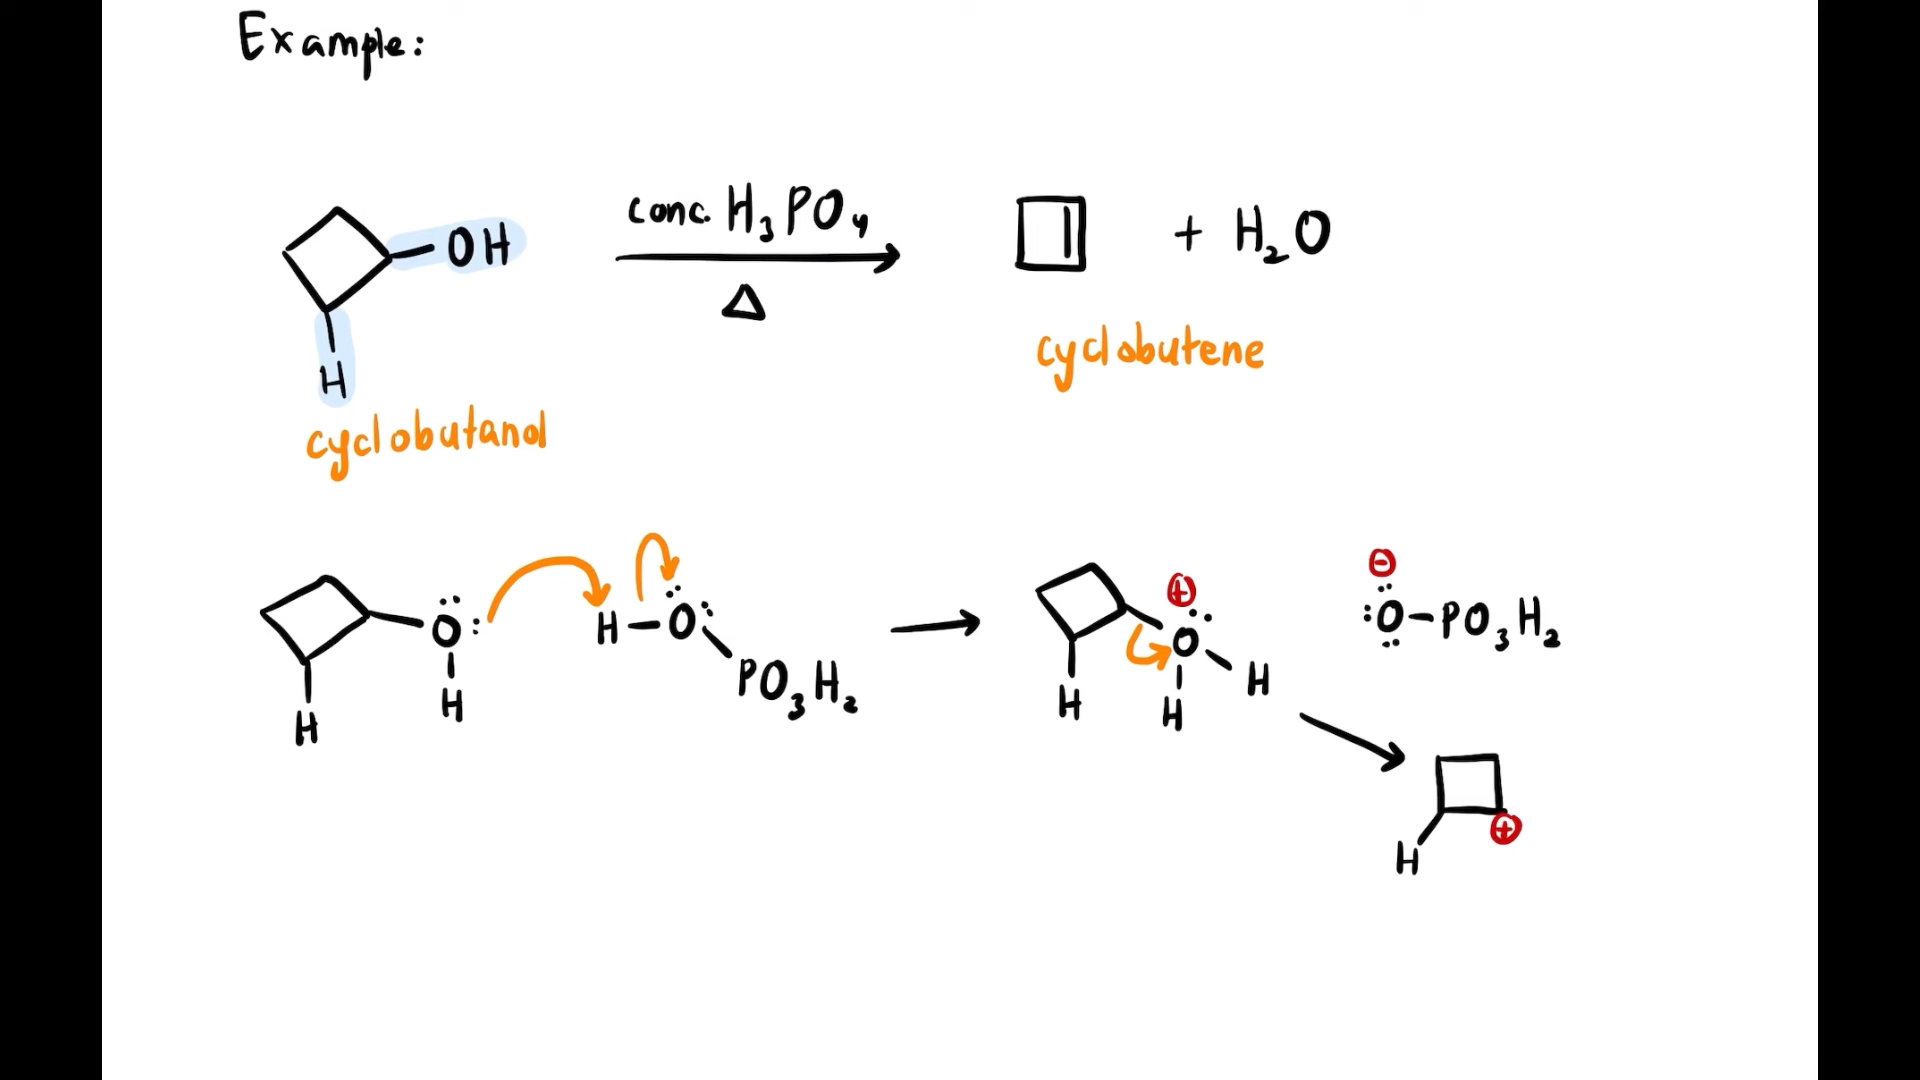 Example:
OH
H
conc. H₃PO₄
Δ
+ H₂O
cyclobutanol
cyclobutene
:Ö:
H
H
H–Ö:
PO₃H₂
⊕
Ö
H
H
H
⊖
:Ö–PO₃H₂
H
⊕